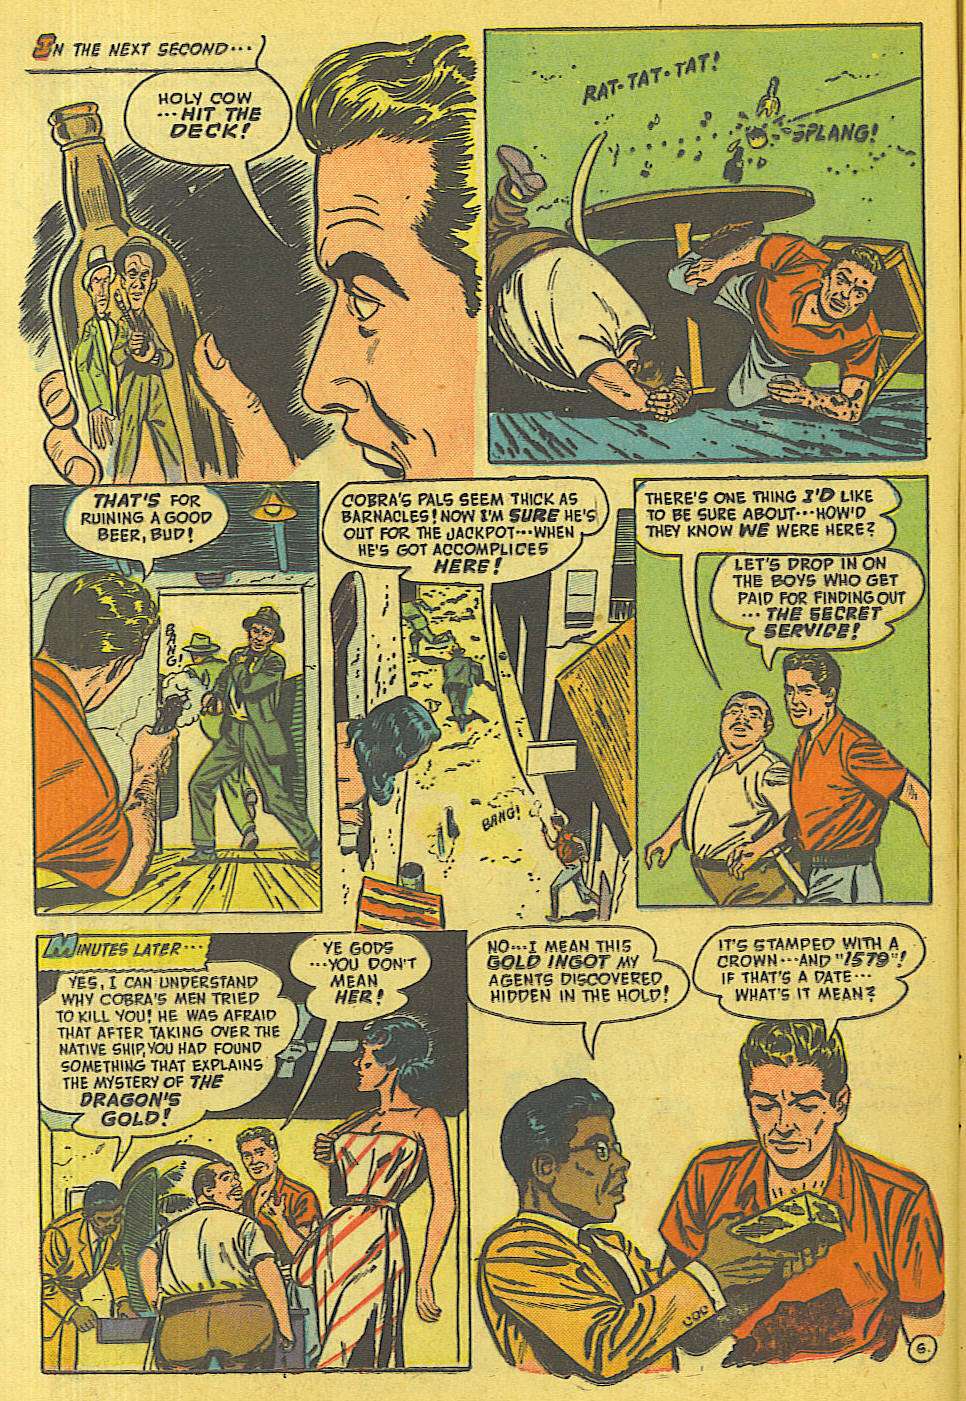 IN THE NEXT SECOND...
HOLY COW
...HIT THE
DECK!
RAT-TAT-TAT!
SPLANG!
THAT'S FOR
RUINING A GOOD
BEER, BUD!
BANG!
COBRA'S PALS SEEM THICK AS
BARNACLES! NOW I'M SURE HE'S
OUT FOR THE JACKPOT...WHEN
HE'S GOT ACCOMPLICES
HERE!
BANG!
THERE'S ONE THING I'D LIKE
TO BE SURE ABOUT...HOW'D
THEY KNOW WE WERE HERE?
LET'S DROP IN ON
THE BOYS WHO GET
PAID FOR FINDING OUT
...THE SECRET
SERVICE!
MINUTES LATER...
YES, I CAN UNDERSTAND
WHY COBRA'S MEN TRIED
TO KILL YOU! HE WAS AFRAID
THAT AFTER TAKING OVER THE
NATIVE SHIP, YOU HAD FOUND
SOMETHING THAT EXPLAINS
THE MYSTERY OF THE
DRAGON'S
GOLD!
YE GODS
...YOU DON'T
MEAN
HER!
NO...I MEAN THIS
GOLD INGOT MY
AGENTS DISCOVERED
HIDDEN IN THE HOLD!
IT'S STAMPED WITH A
CROWN...AND "1579"!
IF THAT'S A DATE...
WHAT'S IT MEAN?
6.